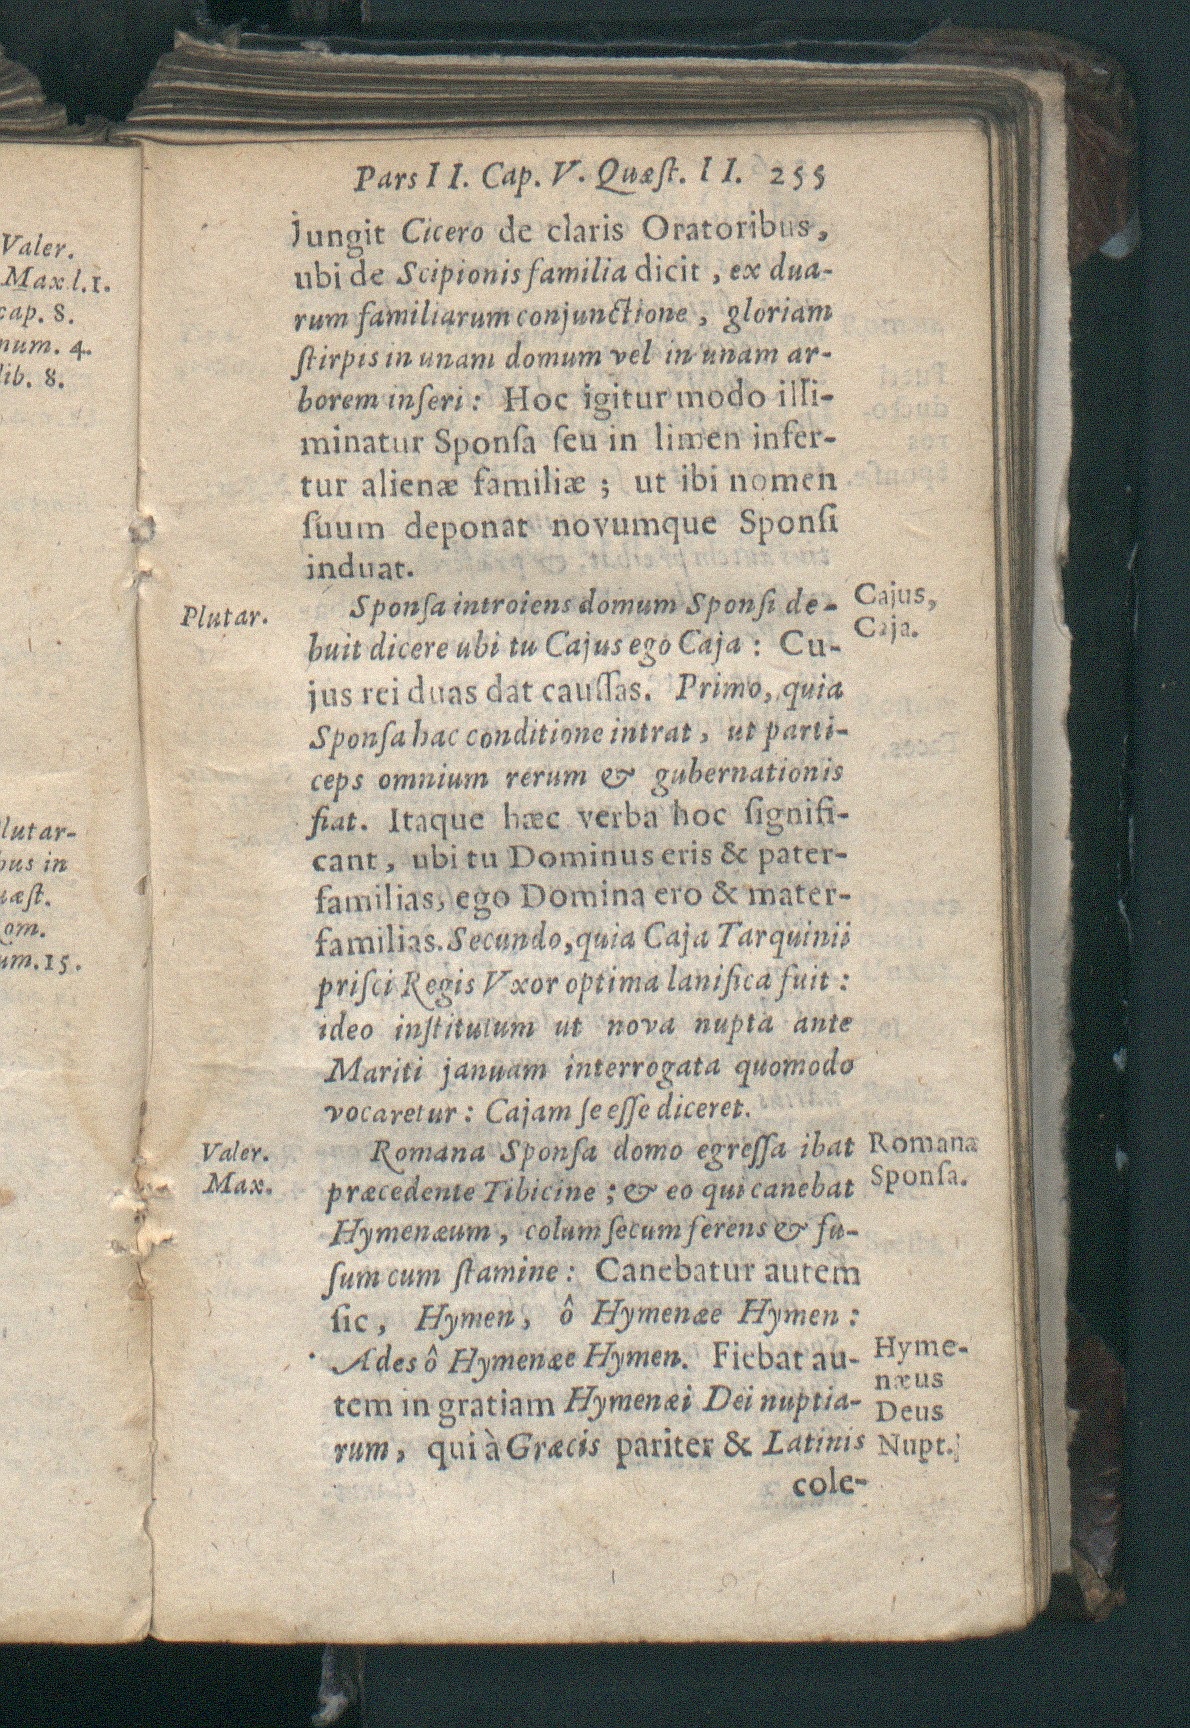 Pars II. Cap. V. Quæſt. II. 255
jungit Cicero de claris Oratoribus,
ubi de Scipionis familia dicit, ex dua-
rum familiarum conjunctione, gloriam
ſtirpis in unam domum vel in unam ar-
borem inſeri: Hoc igitur modo illi-
minatur Sponſa ſeu in limen infer-
tur alienæ familiæ; ut ibi nomen
ſuum deponat novumque Sponſi
induat.
Plutar.
Sponſa introiens domum Sponſi de-
buit dicere ubi tu Cajus ego Caja: Cu-
jus rei duas dat cauſſas. Primo, quia
Sponſa hac conditione intrat, ut parti-
ceps omnium rerum & gubernationis
fiat. Itaque hæc verba hoc ſignifi-
cant, ubi tu Dominus eris & pater-
familias, ego Domina ero & mater-
familias. Secundo, quia Caja Tarquinii
priſci Regis Vxor optima lanifica fuit:
ideo inſtitutum ut nova nupta ante
Mariti januam interrogata quomodo
vocaretur: Cajam ſe eſſe diceret.
Cajus,
Caja.
Valer.
Max.
Romana Sponſa domo egreſſa ibat
præcedente Tibicine; & eo qui canebat
Hymenæum, colum ſecum ferens & fu-
ſum cum ſtamine: Canebatur autem
ſic, Hymen, ô Hymenæe Hymen:
Ades ô Hymenæe Hymen. Fiebat au-
tem in gratiam Hymenæi Dei nuptia-
rum, qui à Græcis pariter & Latinis
cole-
Romana
Sponſa.
Hyme-
næus
Deus
Nupt.
Valer.
Max l. 1.
cap. 8.
num. 4.
lib. 8.
lutar-
bus in
uæſt.
om.
um. 15.